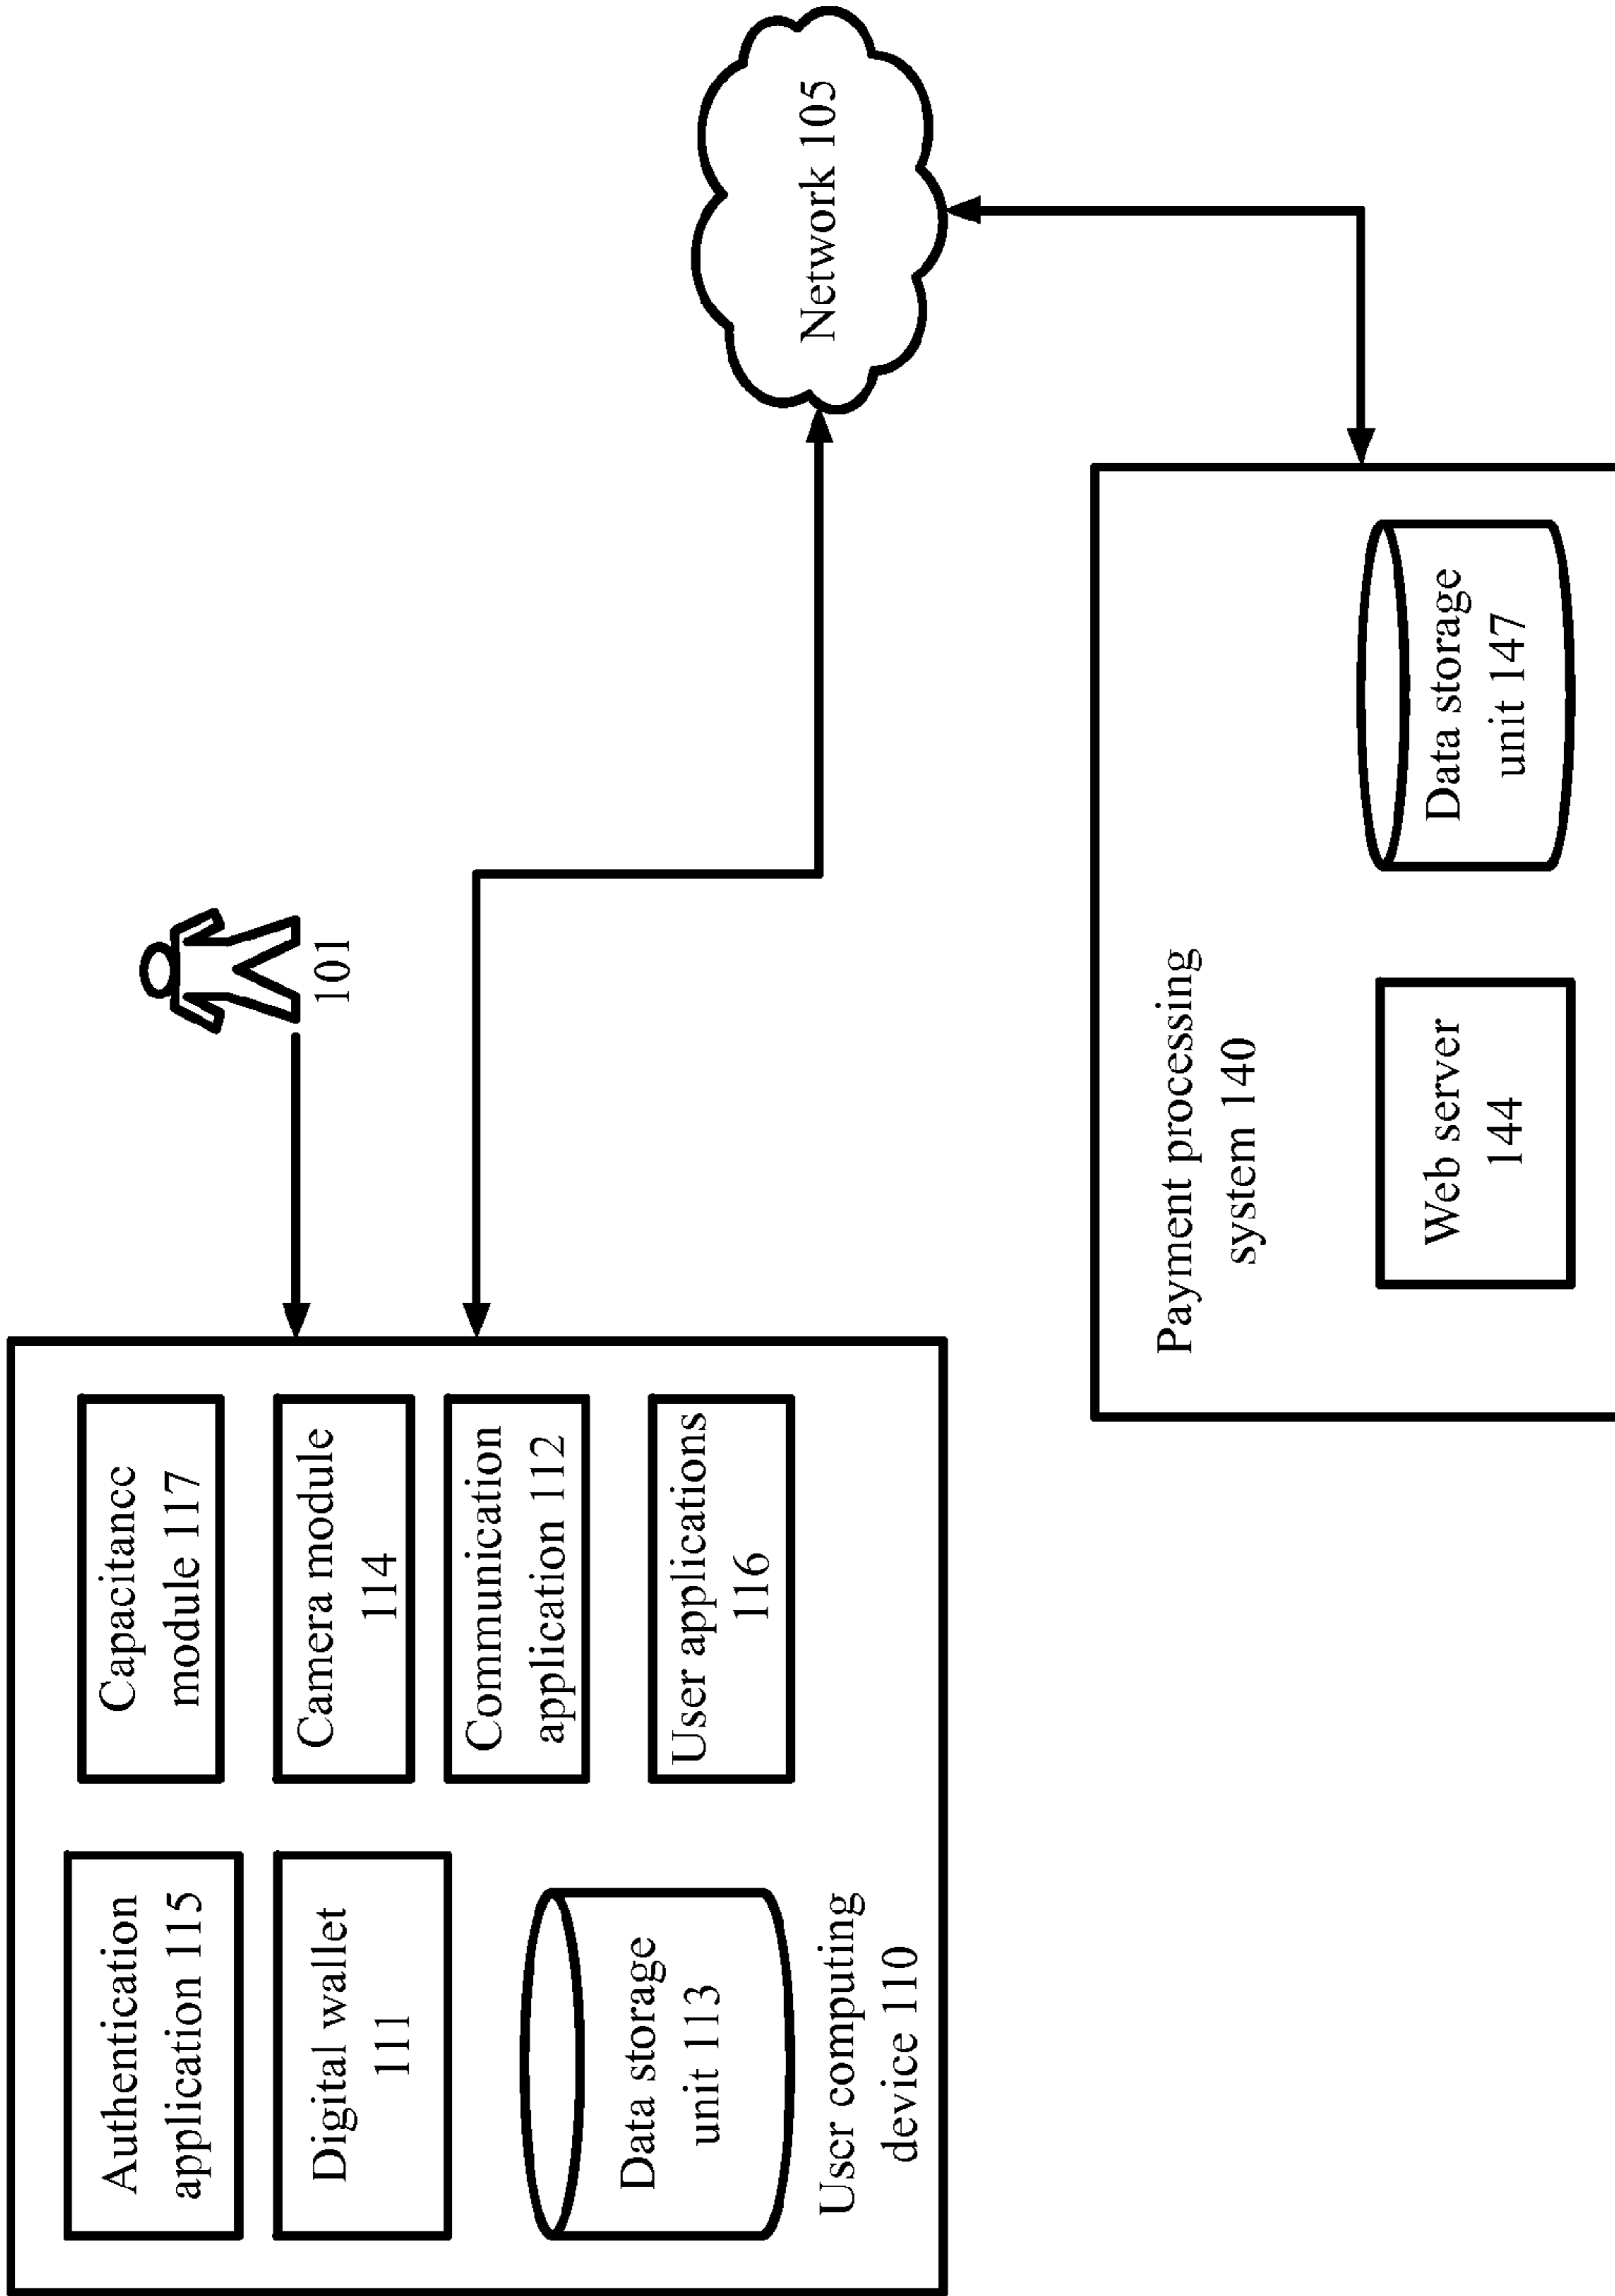 Authentication
application 115
Capacitance
module 117
Digital wallet
111
Camera module
114
Communication
application 112
Data storage
unit 113
User applications
116
User computing
device 110
101
Network 105
Payment processing
system 140
Web server
144
Data storage
unit 147